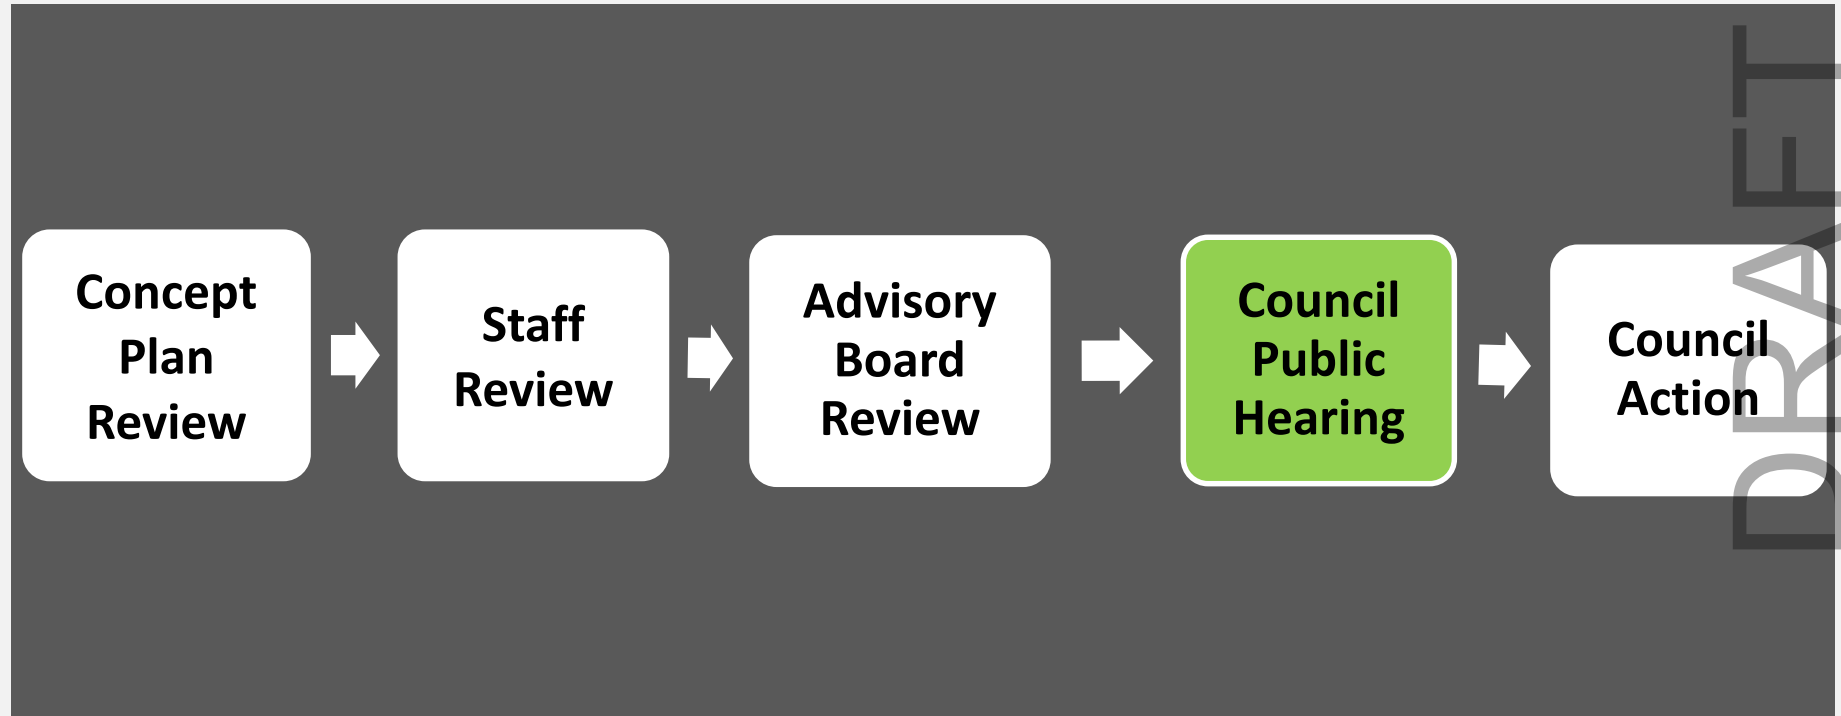 Concept
Plan
Review
Staff
Review
Advisory
Board
Review
Council
Public
Hearing
Council
Action
DRAFT